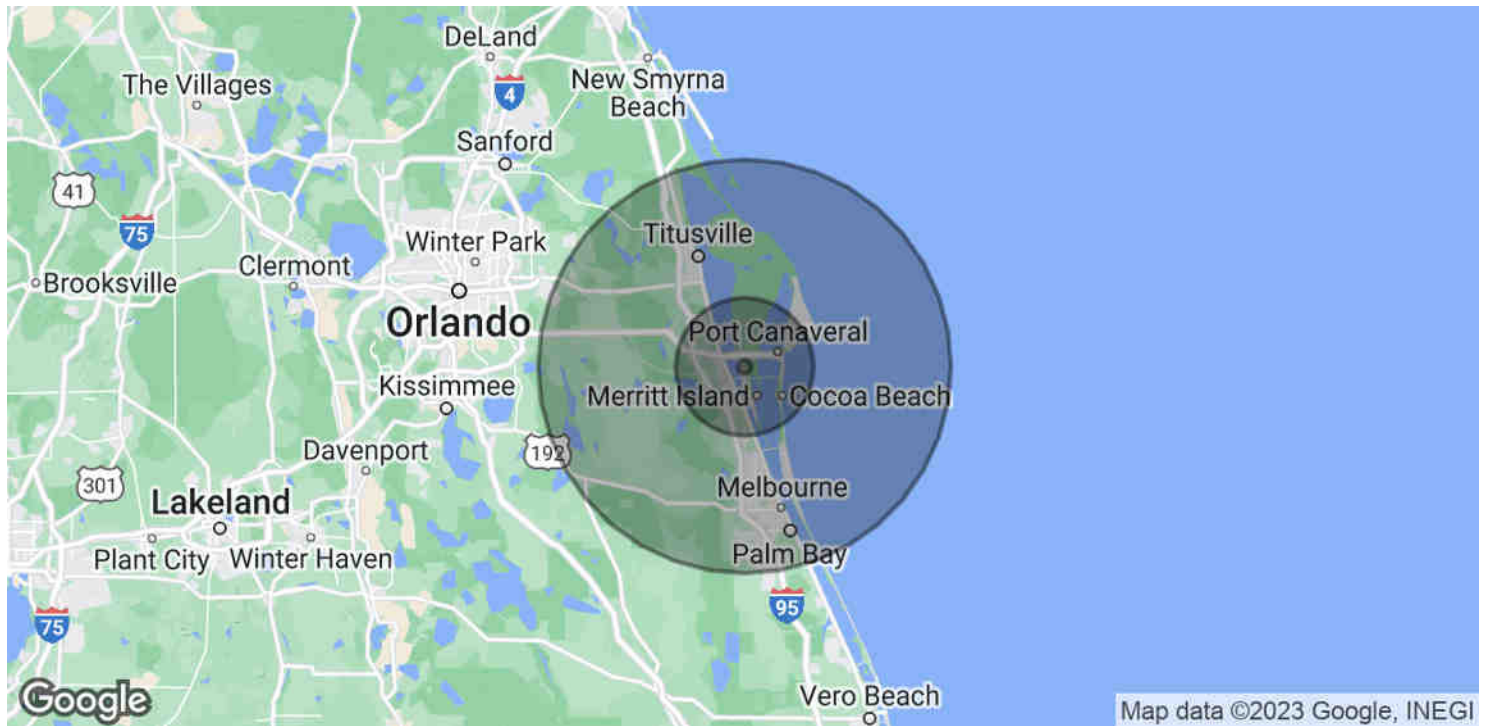 DeLand
The Villages
New Smyrna
Beach
4
Sanford
41
75
Titusville
Winter Park
Clermont
Brooksville
Orlando
Port Canaveral
Kissimmee
Merritt Island
Cocoa Beach
Davenport
192
301
Lakeland
Melbourne
Plant City
Winter Haven
Palm Bay
95
75
Vero Beach
Google
Map data ©2023 Google, INEGI